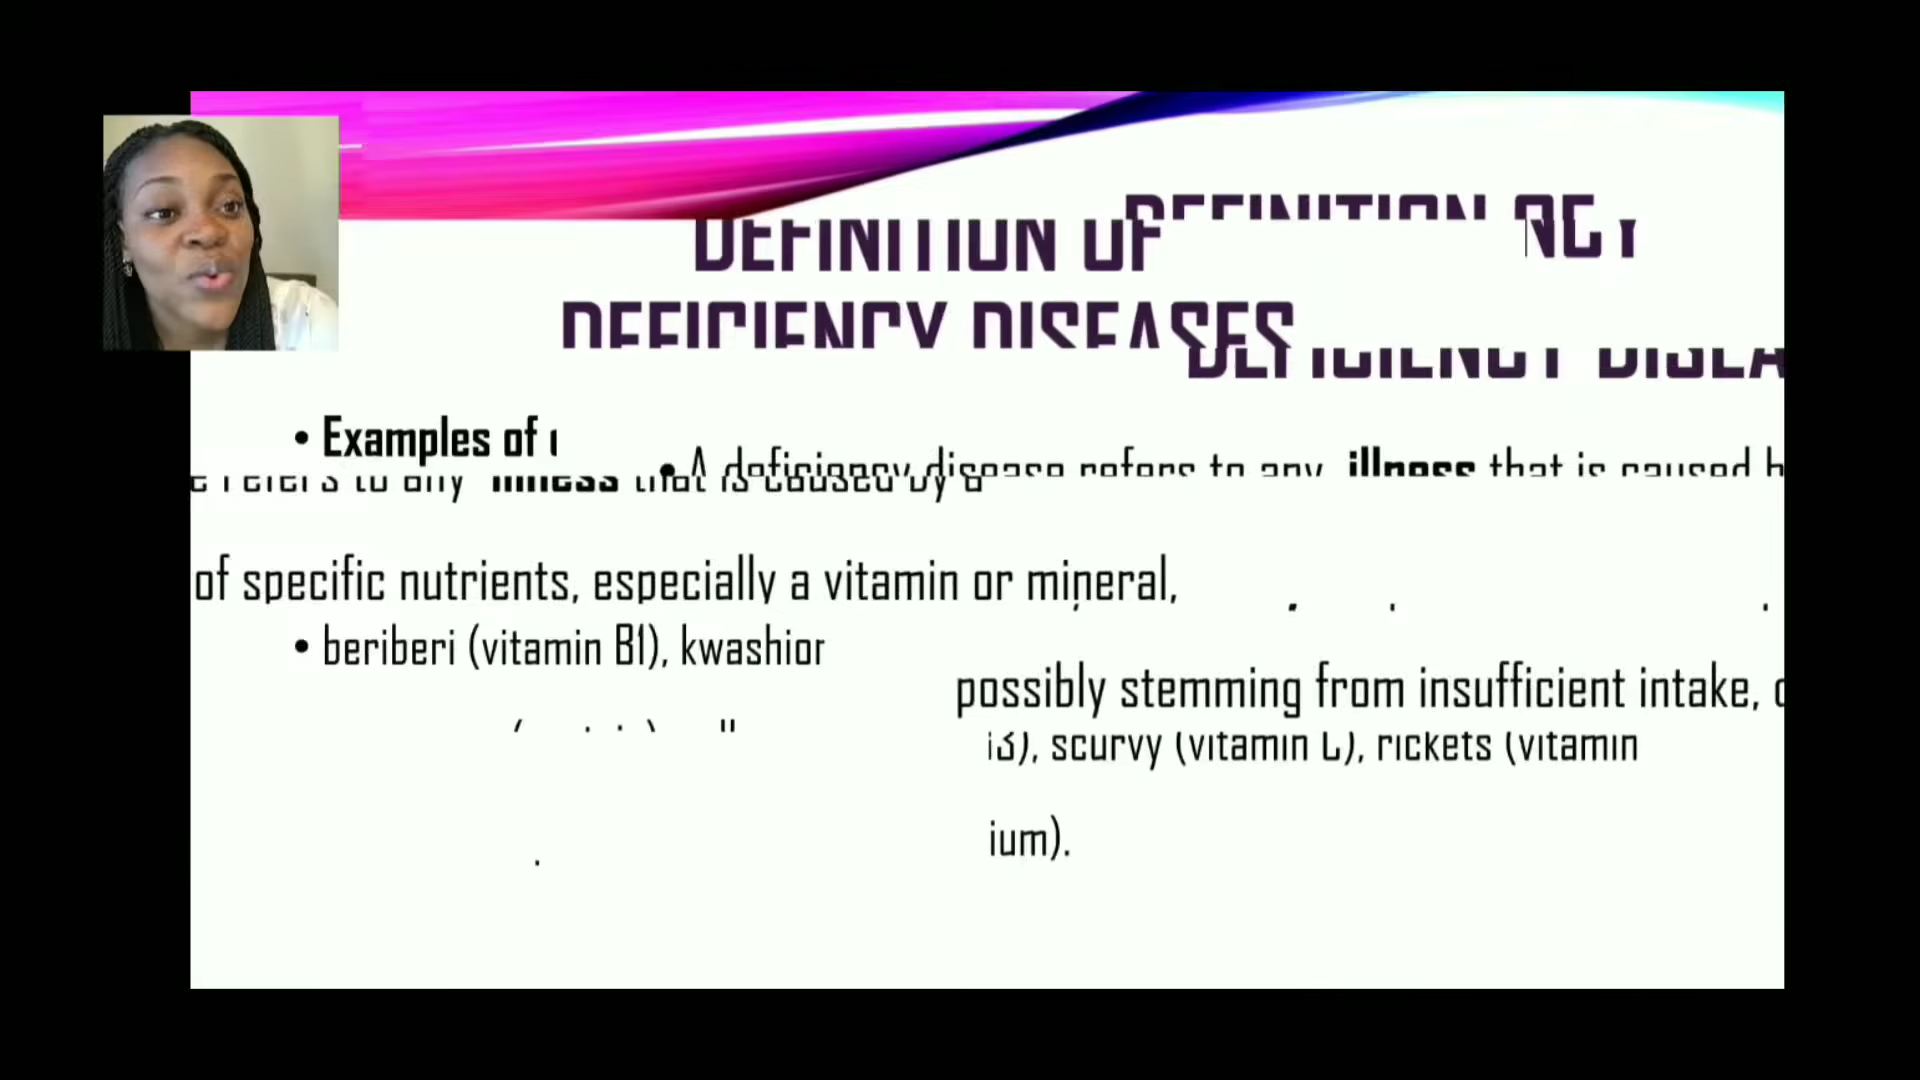 DEFINITION OF
DEFINITION OF
DEFICIENCY DISEASES
DEFICIENCY DISEA
• Examples of
• A deficiency disease refers to any illness that is caused b
refers to any illness that is caused by a
of specific nutrients, especially a vitamin or mineral,
• beriberi (vitamin B1), kwashior
possibly stemming from insufficient intake,
scurvy (vitamin C), rickets (vitamin
ium).